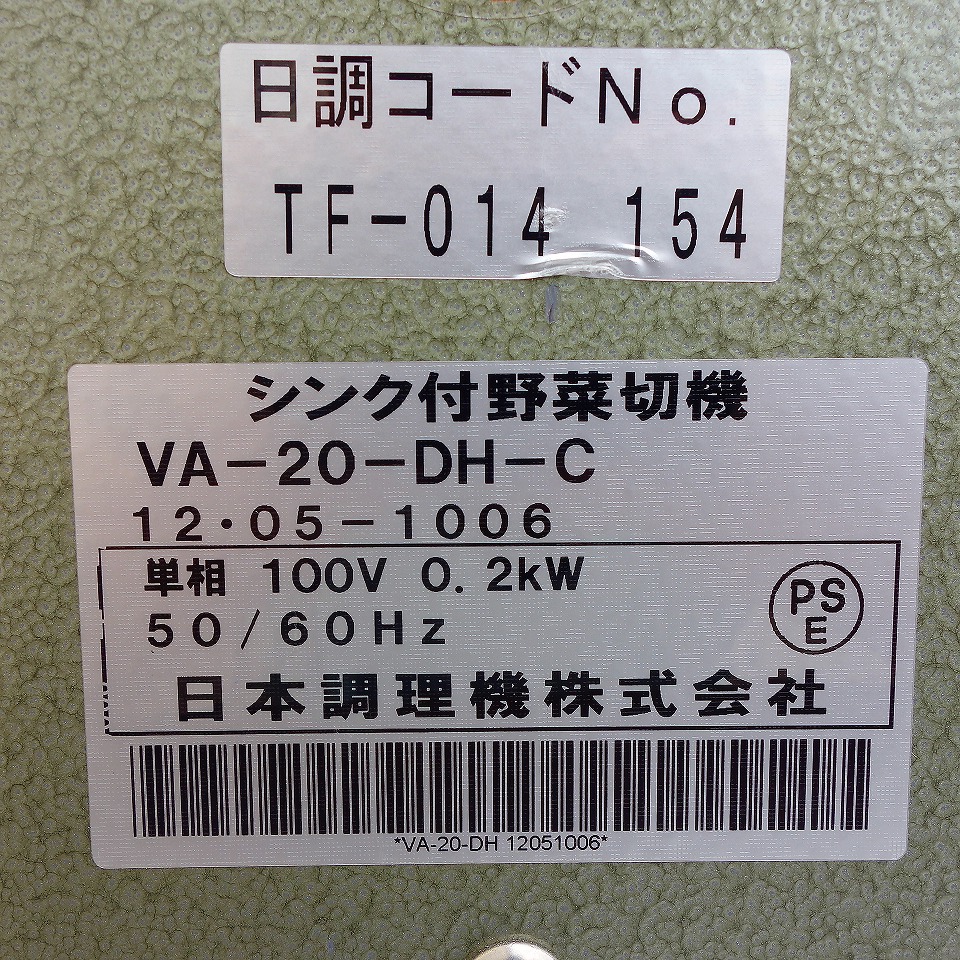 日調コードNo.
TF-014 154
シンク付野菜切機
VA-20-DH-C
12・05-1006
単相 100V 0.2kW
50/60Hz
PSE
日本調理機株式会社
*VA-20-DH 12051006*